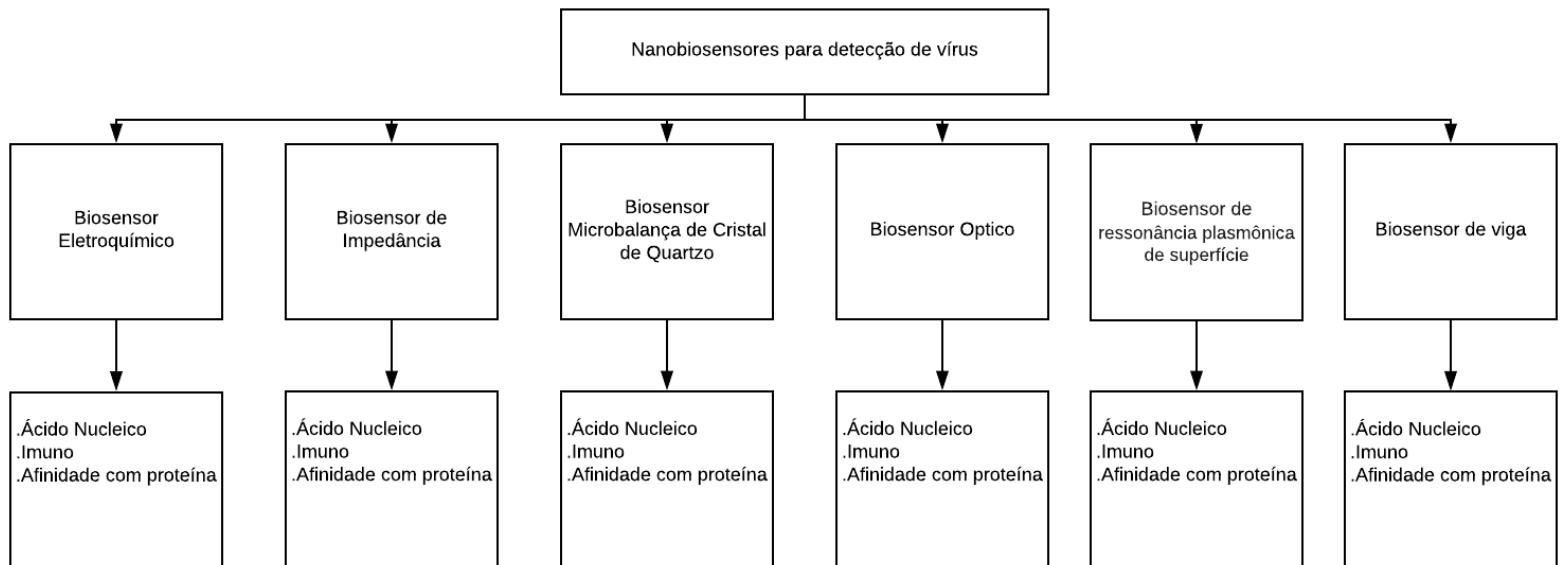 Nanobiosensores para detecção de vírus
Biosensor
Eletroquímico
Biosensor de
Impedância
Biosensor
Microbalança de Cristal
de Quartzo
Biosensor Optico
Biosensor de
ressonância plasmônica
de superfície
Biosensor de viga
.Ácido Nucleico
.Imuno
.Afinidade com proteína
.Ácido Nucleico
.Imuno
.Afinidade com proteína
.Ácido Nucleico
.Imuno
.Afinidade com proteína
.Ácido Nucleico
.Imuno
.Afinidade com proteína
.Ácido Nucleico
.Imuno
.Afinidade com proteína
.Ácido Nucleico
.Imuno
.Afinidade com proteína